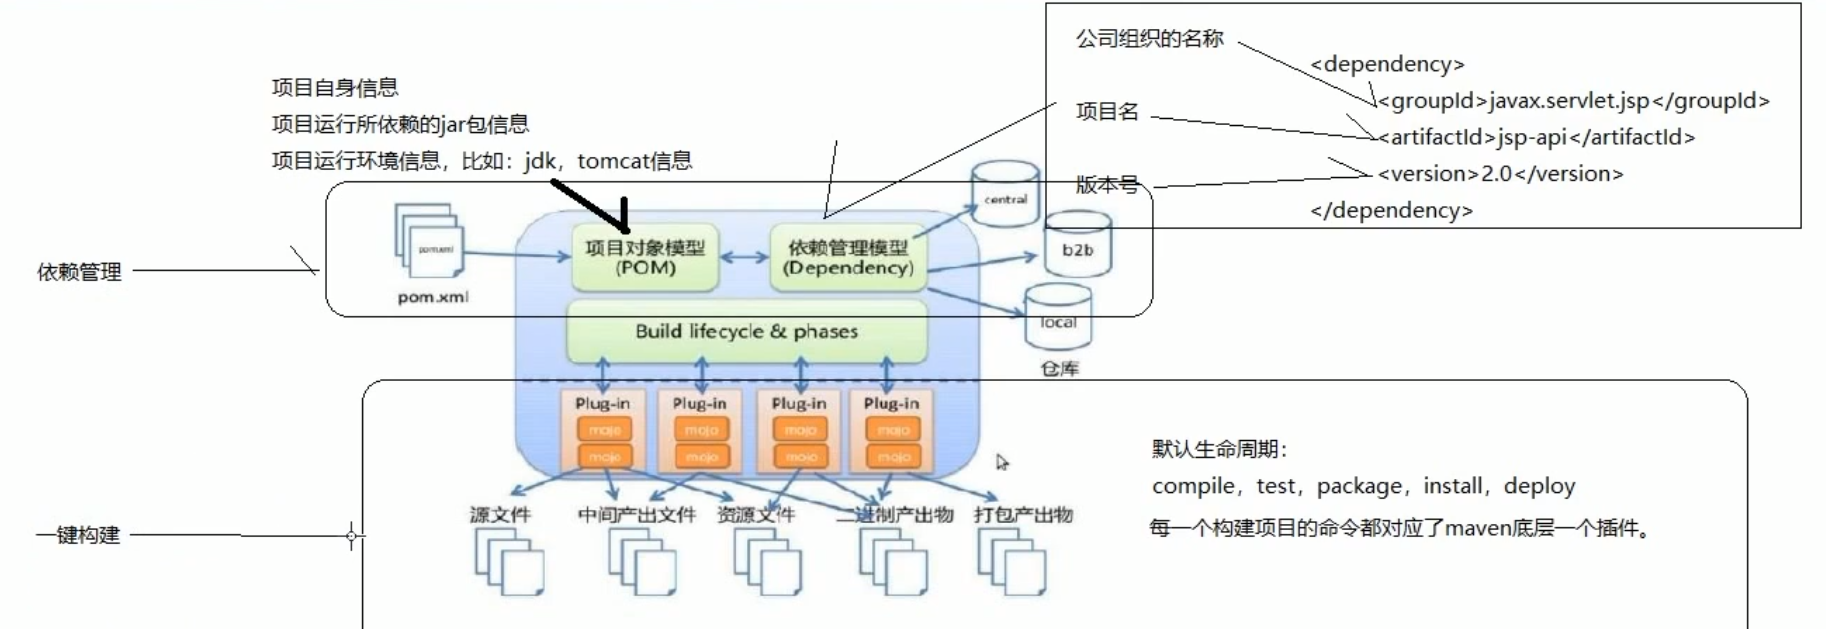 公司组织的名称
<dependency>
项目自身信息
<groupId>javax.servlet.jsp</groupId>
项目运行所依赖的jar包信息
项目名
<artifactId>jsp-api</artifactId>
项目运行环境信息，比如：jdk，tomcat信息
<version>2.0</version>
版本号
central
</dependency>
pom.xml
项目对象模型
(POM)
依赖管理模型
(Dependency)
b2b
依赖管理
pom.xml
local
Build lifecycle & phases
仓库
Plug-in
Plug-in
Plug-in
Plug-in
mojo
mojo
mojo
mojo
mojo
mojo
mojo
mojo
默认生命周期：
compile，test，package，install，deploy
源文件
中间产出文件
资源文件
二进制产出物
打包产出物
每一个构建项目的命令都对应了maven底层一个插件。
一键构建